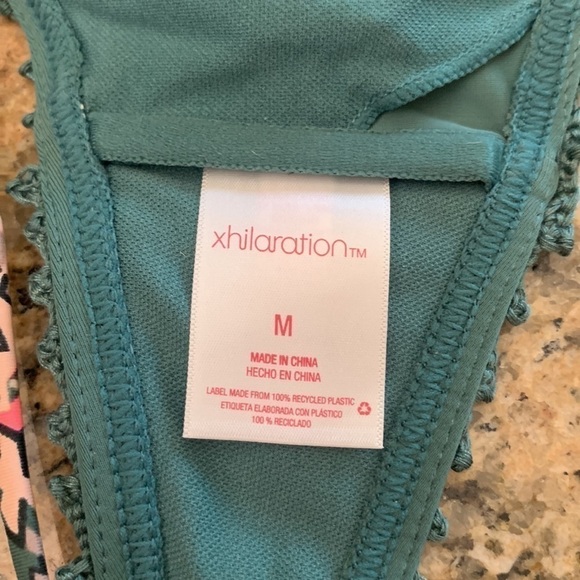 xhilaration™
M
MADE IN CHINA
HECHO EN CHINA
LABEL MADE FROM 100% RECYCLED PLASTIC
ETIQUETA ELABORADA CON PLÁSTICO
100 % RECICLADO